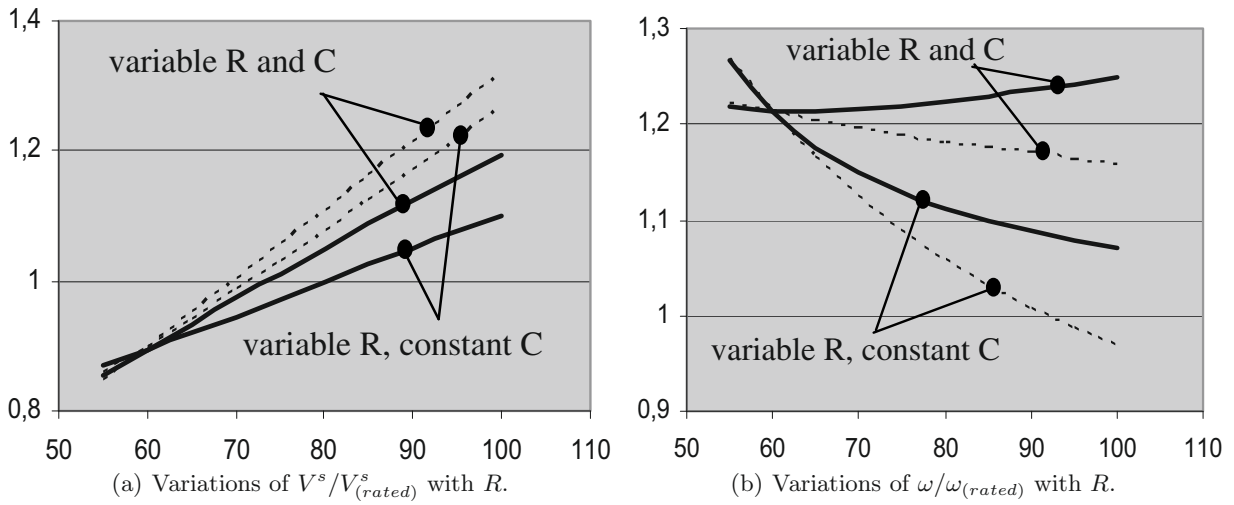 1,4
variable R and C
1,2
1
variable R, constant C
0,8
50 60 70 80 90 100 110
(a) Variations of V^s/V^s_(rated) with R.
1,3
variable R and C
1,2
1,1
1
variable R, constant C
0,9
50 60 70 80 90 100 110
(b) Variations of ω/ω_(rated) with R.